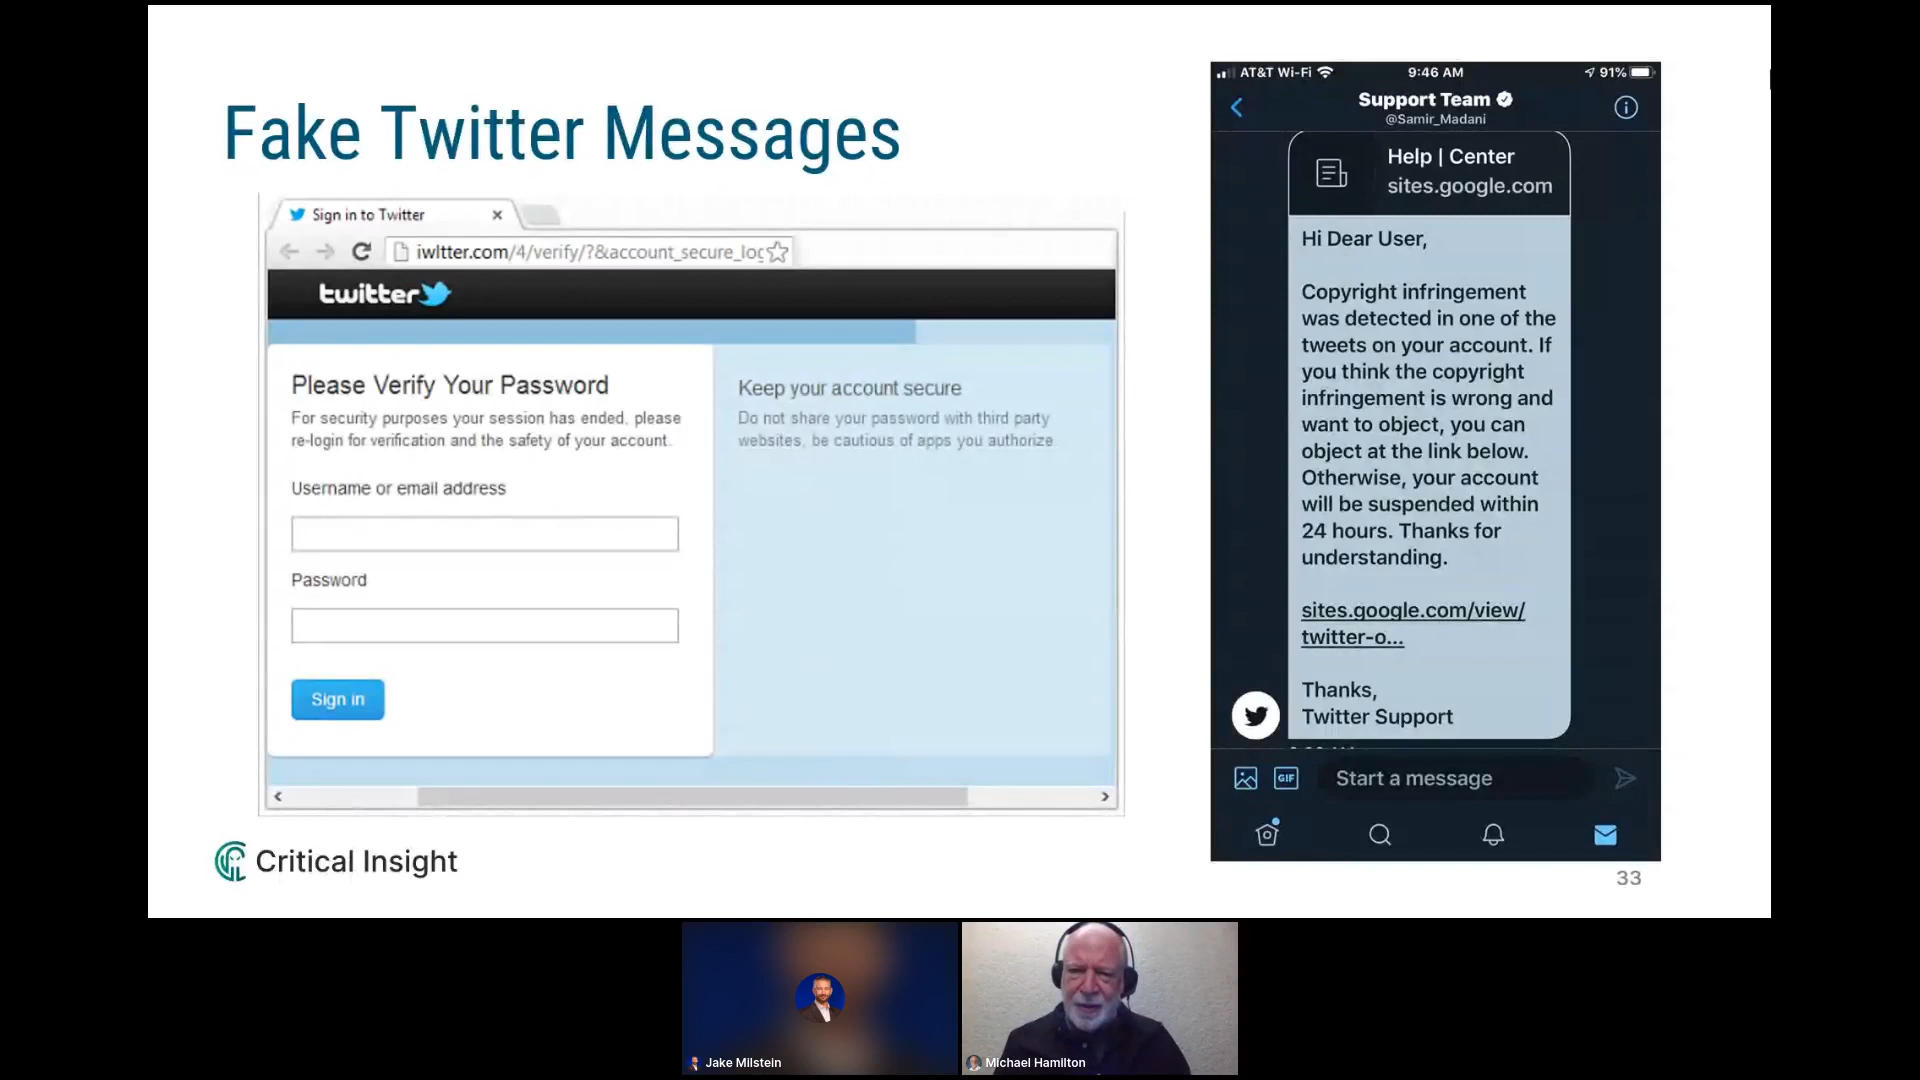 Fake Twitter Messages
Sign in to Twitter
iwltter.com/4/verify/?&account_secure_log
twitter
Please Verify Your Password
For security purposes your session has ended, please
re-login for verification and the safety of your account.
Username or email address
Password
Sign in
Keep your account secure
Do not share your password with third party
websites, be cautious of apps you authorize
AT&T Wi-Fi 9:46 AM 91%
Support Team
@Samir_Madani
Help | Center
sites.google.com
Hi Dear User,
Copyright infringement
was detected in one of the
tweets on your account. If
you think the copyright
infringement is wrong and
want to object, you can
object at the link below.
Otherwise, your account
will be suspended within
24 hours. Thanks for
understanding.
sites.google.com/view/
twitter-o...
Thanks,
Twitter Support
GIF
Start a message
Critical Insight
33
Jake Milstein
Michael Hamilton